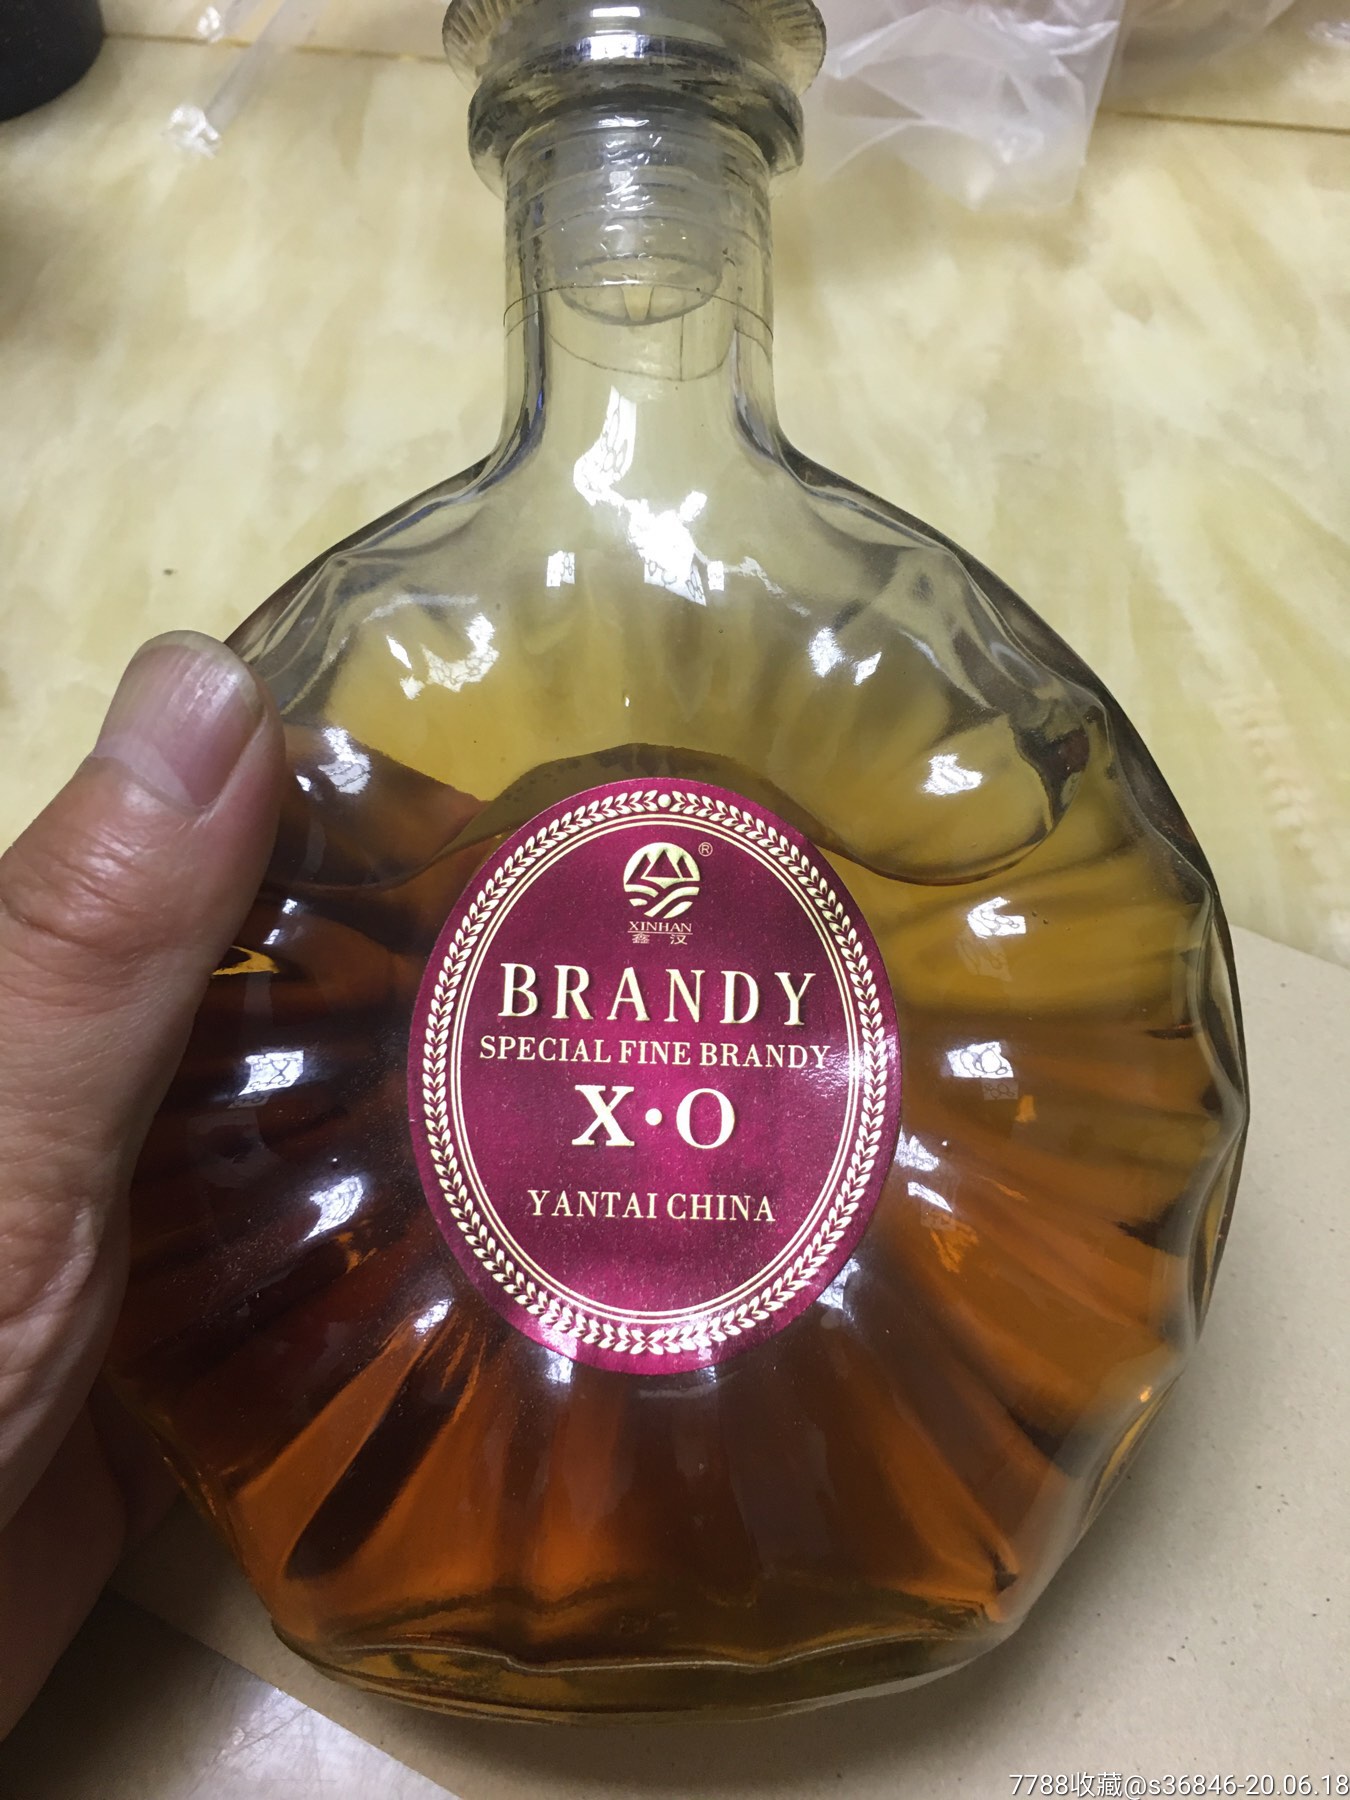 ®
XINHAN
鑫 汉
BRANDY
SPECIAL FINE BRANDY
X·O
YANTAI CHINA
7788收藏@s36846-20.06.18